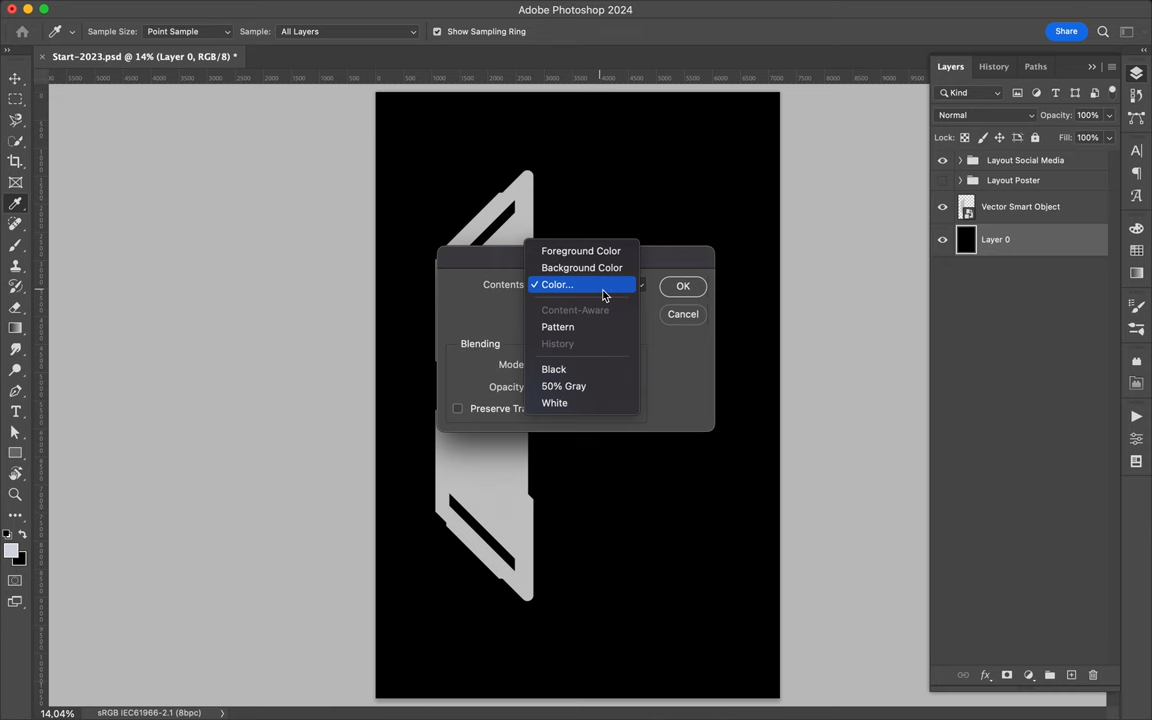 Adobe Photoshop 2024
Sample Size: Point Sample Sample: All Layers Show Sampling Ring Share
Start-2023.psd @ 14% (Layer 0, RGB/8) *
Layers History Paths
Kind
Normal Opacity: 100%
Lock: Fill: 100%
Layout Social Media
Layout Poster
Vector Smart Object
Layer 0
Foreground Color
Background Color
Contents Color... OK
Content-Aware Cancel
Pattern
Blending History
Mode Black
Opacity 50% Gray
Preserve Tra White
14,04% sRGB IEC61966-2.1 (8bpc)